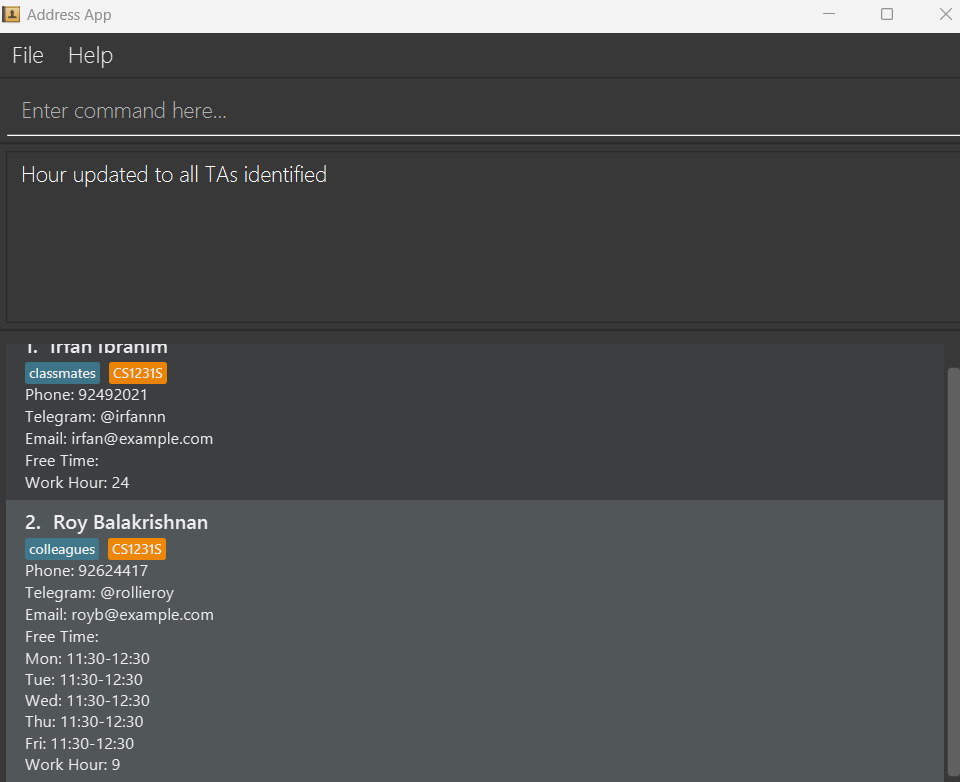 Address App
File Help
Enter command here...
Hour updated to all TAs identified
1. Irfan Ibrahim
classmates CS1231S
Phone: 92492021
Telegram: @irfannn
Email: irfan@example.com
Free Time:
Work Hour: 24
2. Roy Balakrishnan
colleagues CS1231S
Phone: 92624417
Telegram: @rollieroy
Email: royb@example.com
Free Time:
Mon: 11:30-12:30
Tue: 11:30-12:30
Wed: 11:30-12:30
Thu: 11:30-12:30
Fri: 11:30-12:30
Work Hour: 9